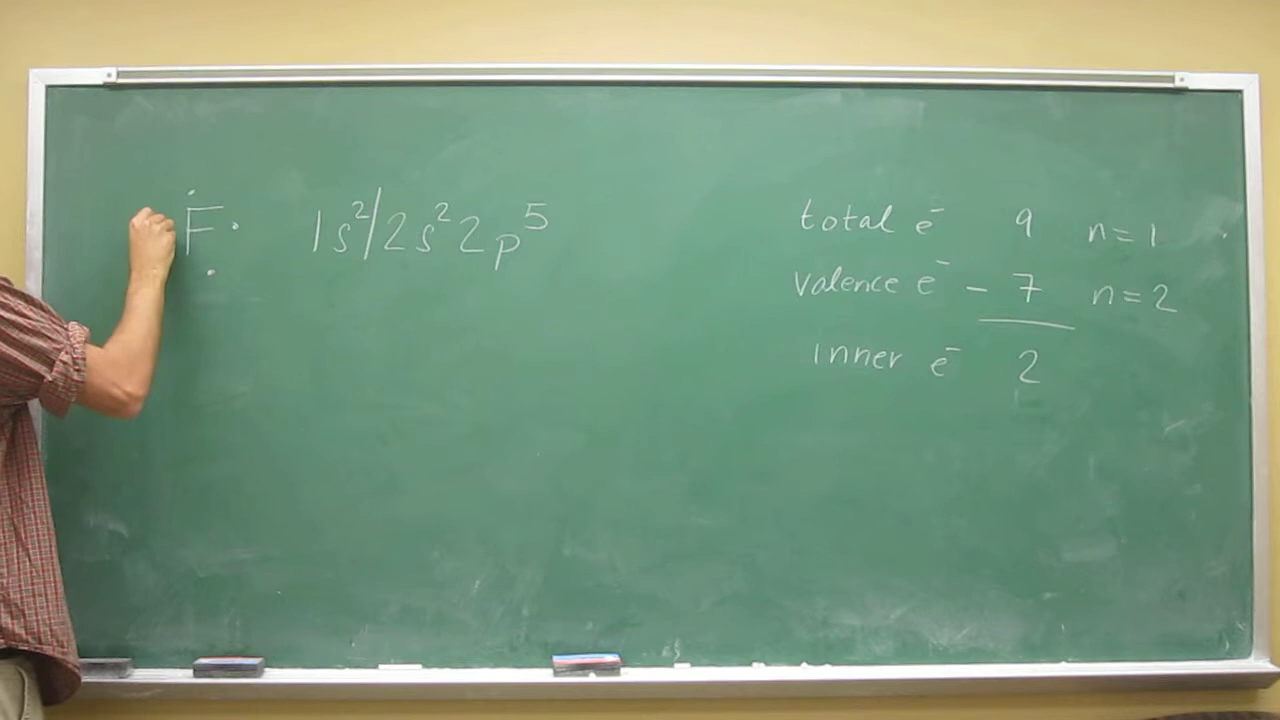 F 1s²/2s²2p⁵
total e⁻ 9 n=1
valence e⁻ - 7 n=2
inner e⁻ 2